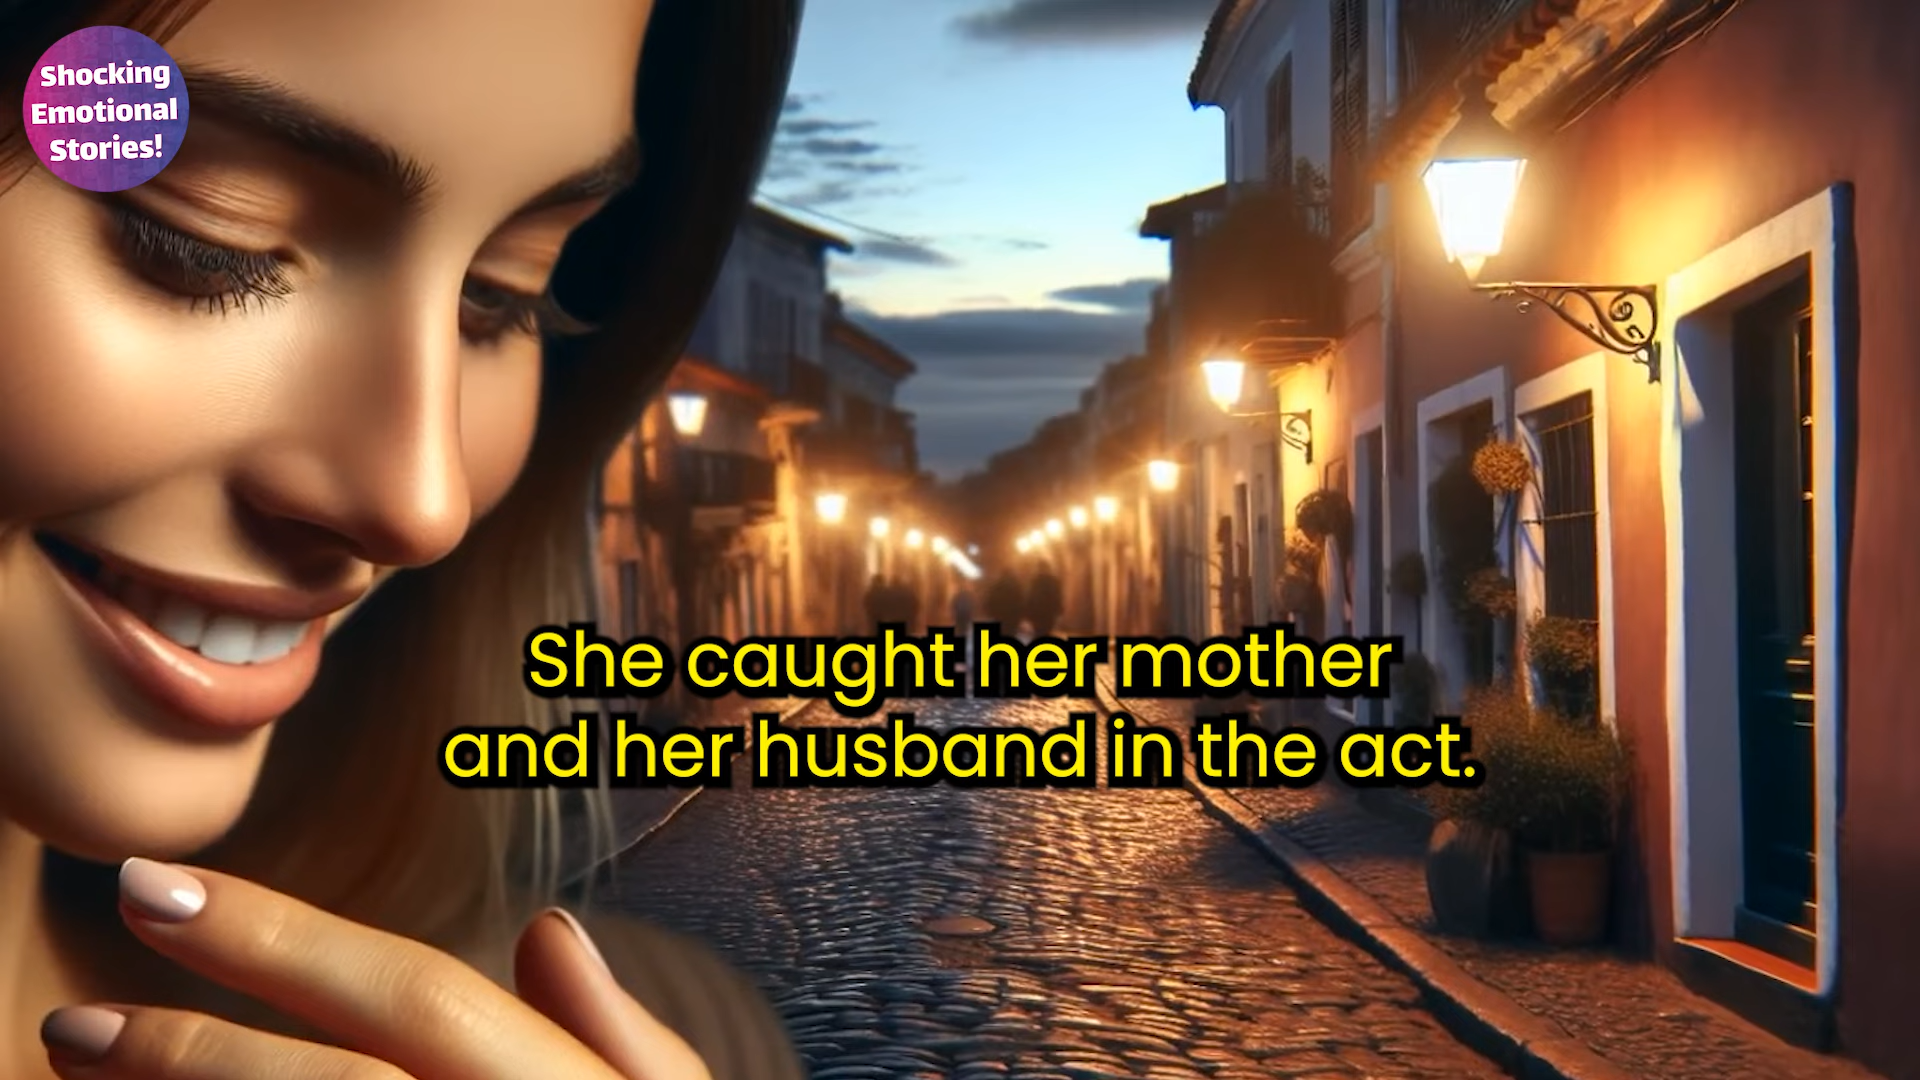 Shocking
Emotional
Stories!
She caught her mother
and her husband in the act.